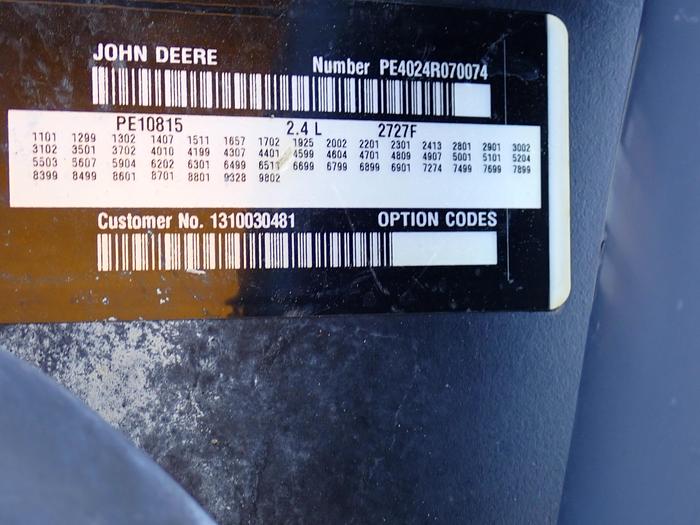 JOHN DEERE
Number PE4024R070074
PE10815 2.4 L 2727F
1101 1299 1302 1407 1511 1657 1702 1925 2002 2201 2301 2413 2801 2901 3002
3102 3501 3702 4010 4199 4307 4401 4599 4604 4701 4809 4907 5001 5101 5204
5503 5607 5904 6202 6301 6499 6511 6699 6799 6899 6901 7274 7499 7699 7899
8399 8499 8601 8701 8801 9328 9802
Customer No. 1310030481 OPTION CODES